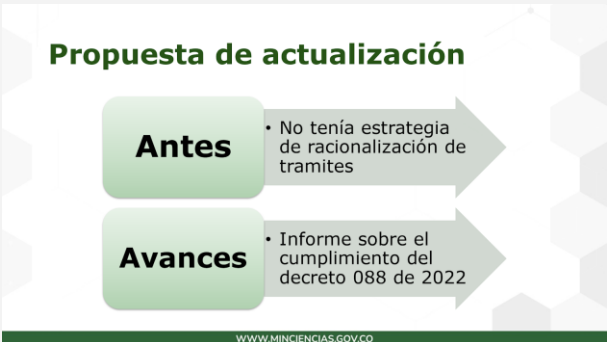 Propuesta de actualización
Antes
• No tenía estrategia
de racionalización de
tramites
Avances
• Informe sobre el
cumplimiento del
decreto 088 de 2022
WWW.MINCIENCIAS.GOV.CO